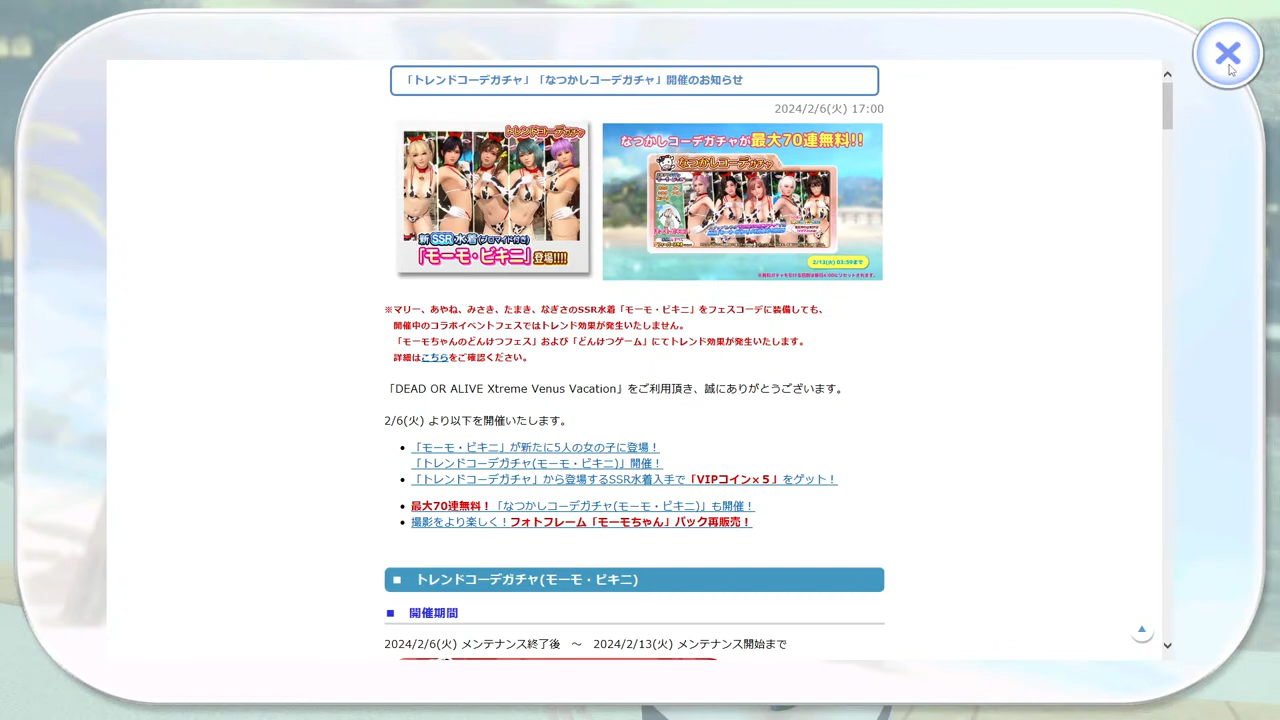 「トレンドコーデガチャ」「なつかしコーデガチャ」開催のお知らせ
2024/2/6(火) 17:00
トレンドコーデガチャ
新SSR水着(ブロマイド付き)
「モーモ・ビキニ」登場!!!!
なつかしコーデガチャが最大70連無料!!
なつかしコーデガチャ
2/13(火) 03:59まで
※マリー、あやね、みさき、たまき、なぎさのSSR水着「モーモ・ビキニ」をフェスコーデに装備しても、
開催中のコラボイベントフェスではトレンド効果が発生いたしません。
「モーモちゃんのどんけつフェス」および「どんけつゲーム」にてトレンド効果が発生いたします。
詳細はこちらをご確認ください。
「DEAD OR ALIVE Xtreme Venus Vacation」をご利用頂き、誠にありがとうございます。
2/6(火) より以下を開催いたします。
「モーモ・ビキニ」が新たに5人の女の子に登場！
「トレンドコーデガチャ(モーモ・ビキニ)」開催！
「トレンドコーデガチャ」から登場するSSR水着入手で「VIPコイン×５」をゲット！
最大70連無料！「なつかしコーデガチャ(モーモ・ビキニ)」も開催！
撮影をより楽しく！フォトフレーム「モーモちゃん」パック再販売！
■ トレンドコーデガチャ(モーモ・ビキニ)
■ 開催期間
2024/2/6(火) メンテナンス終了後　～　2024/2/13(火) メンテナンス開始まで